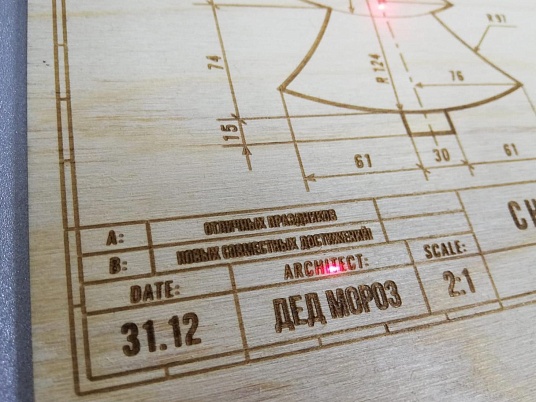 74
R 124
R 97
76
15
61
30
61
A: ОТЛИЧНЫХ ПРАЗДНИКОВ
B: НОВЫХ СОВМЕСТНЫХ ДОСТИЖЕНИЙ
DATE: ARCHITECT: SCALE:
31.12 ДЕД МОРОЗ 2:1